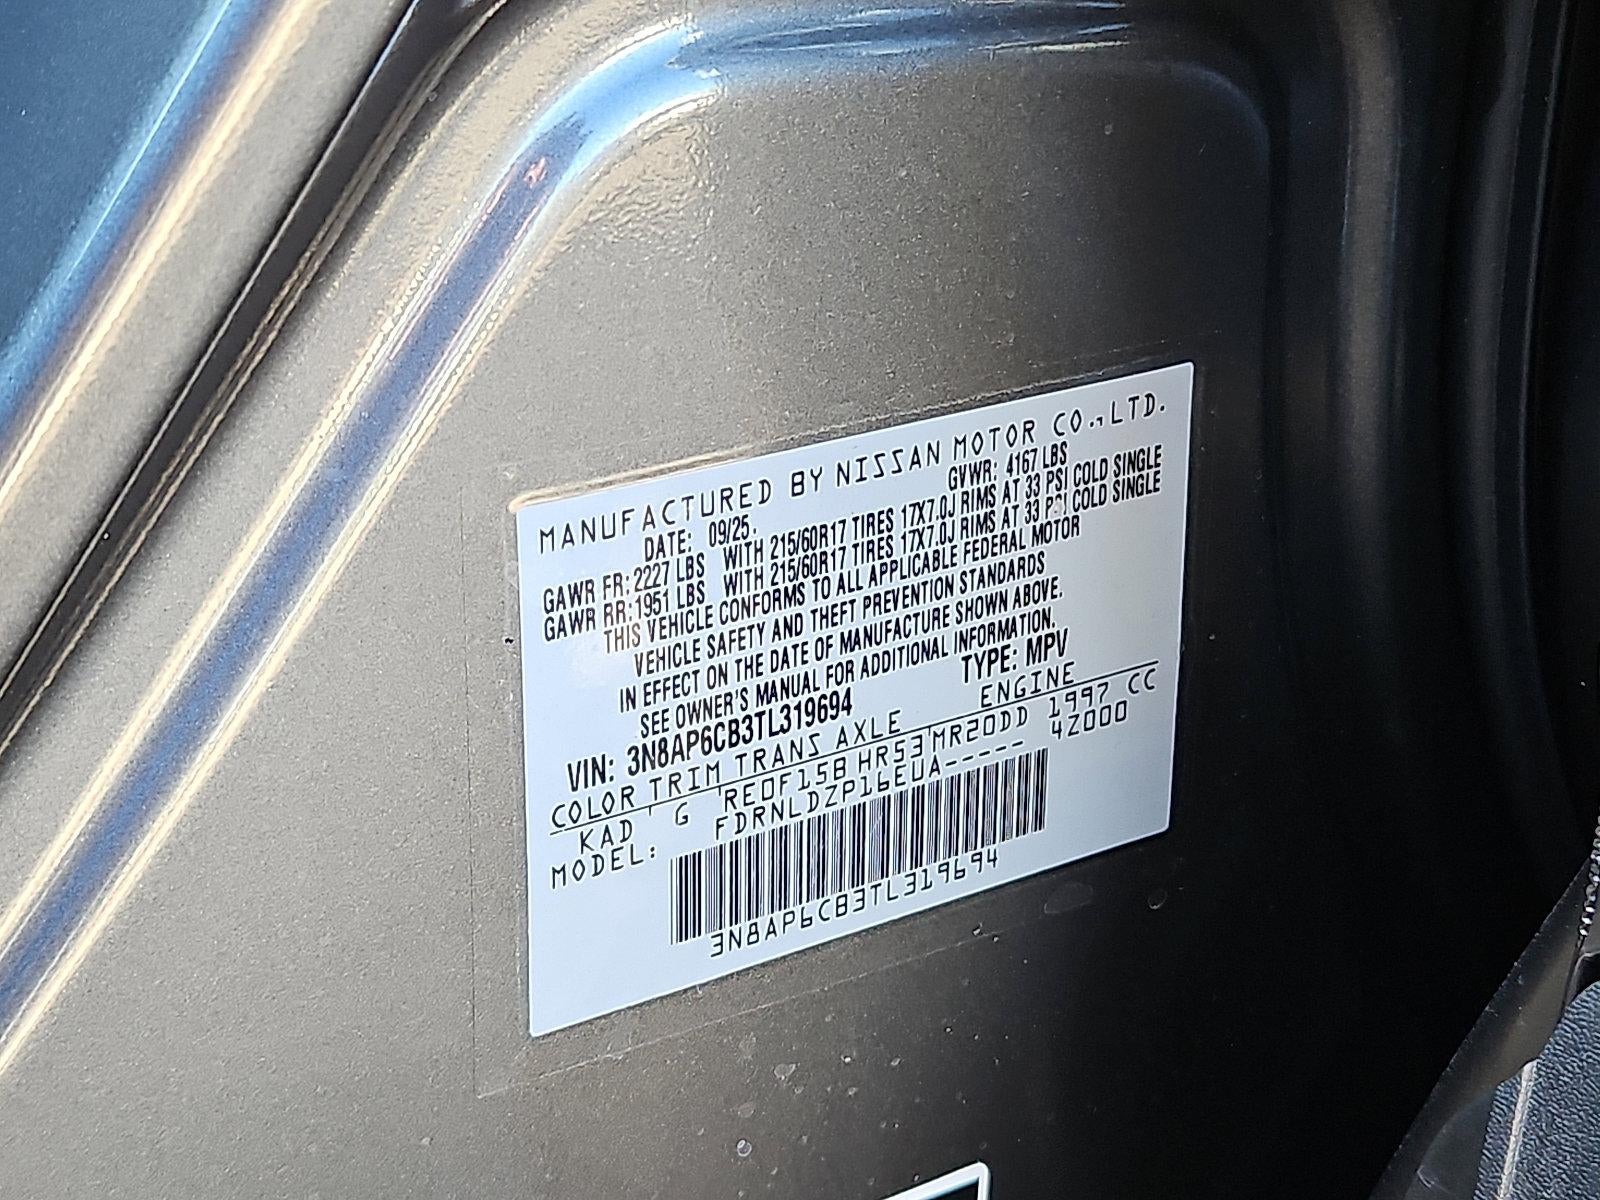 MANUFACTURED BY NISSAN MOTOR CO., LTD.
DATE: 09/25. GVWR: 4167 LBS
GAWR FR: 2227 LBS WITH 215/60R17 TIRES 17X7.0J RIMS AT 33 PSI COLD SINGLE
GAWR RR: 1951 LBS WITH 215/60R17 TIRES 17X7.0J RIMS AT 33 PSI COLD SINGLE
THIS VEHICLE CONFORMS TO ALL APPLICABLE FEDERAL MOTOR
VEHICLE SAFETY AND THEFT PREVENTION STANDARDS
IN EFFECT ON THE DATE OF MANUFACTURE SHOWN ABOVE.
SEE OWNER'S MANUAL FOR ADDITIONAL INFORMATION.
VIN: 3N8AP6CB3TL319694 TYPE: MPV
COLOR TRIM TRANS AXLE ENGINE
KAD G RE0F15B HR53 MR20DD 1997 CC
MODEL: FDRNLDZP16EUA----- 4Z000
3N8AP6CB3TL319694